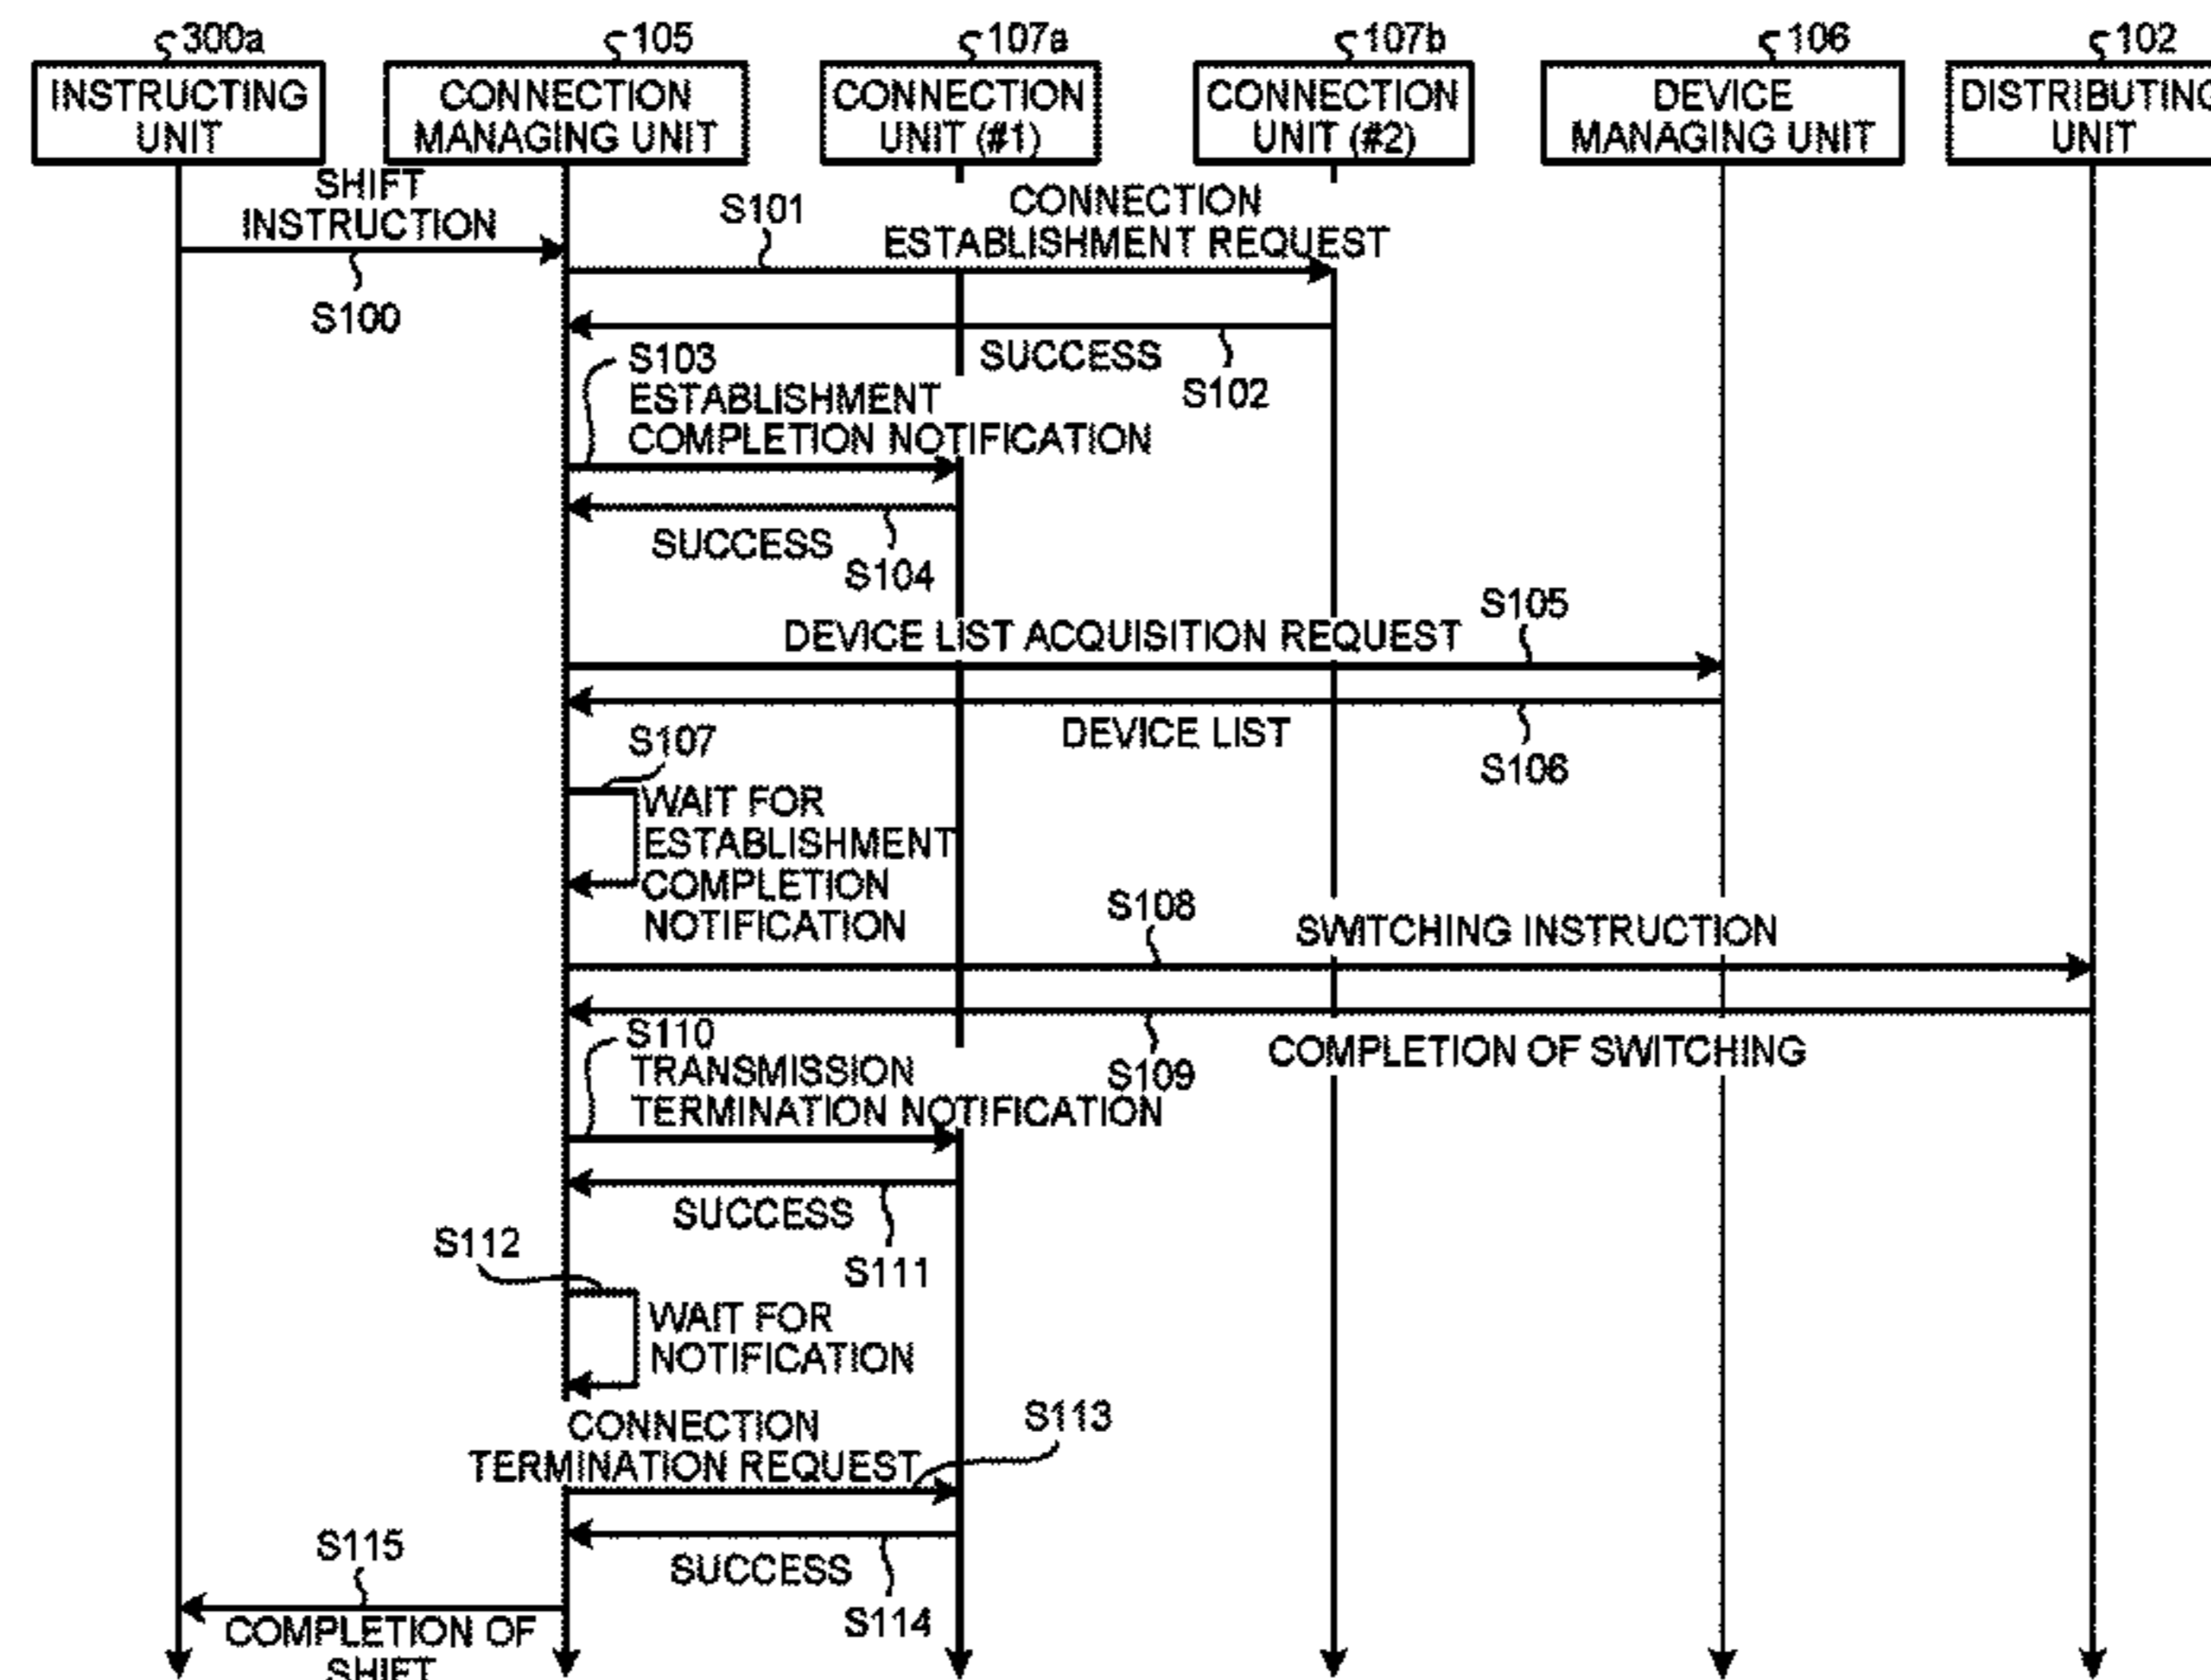 300a
105
107a
107b
106
102
INSTRUCTING
UNIT
CONNECTION
MANAGING UNIT
CONNECTION
UNIT (#1)
CONNECTION
UNIT (#2)
DEVICE
MANAGING UNIT
DISTRIBUTING
UNIT
SHIFT
INSTRUCTION
S100
S101
CONNECTION
ESTABLISHMENT REQUEST
SUCCESS
S102
S103
ESTABLISHMENT
COMPLETION NOTIFICATION
SUCCESS
S104
S105
DEVICE LIST ACQUISITION REQUEST
DEVICE LIST
S106
S107
WAIT FOR
ESTABLISHMENT
COMPLETION
NOTIFICATION
S108
SWITCHING INSTRUCTION
S109
COMPLETION OF SWITCHING
S110
TRANSMISSION
TERMINATION NOTIFICATION
SUCCESS
S111
S112
WAIT FOR
NOTIFICATION
CONNECTION
TERMINATION REQUEST
S113
SUCCESS
S114
S115
COMPLETION OF
SHIFT